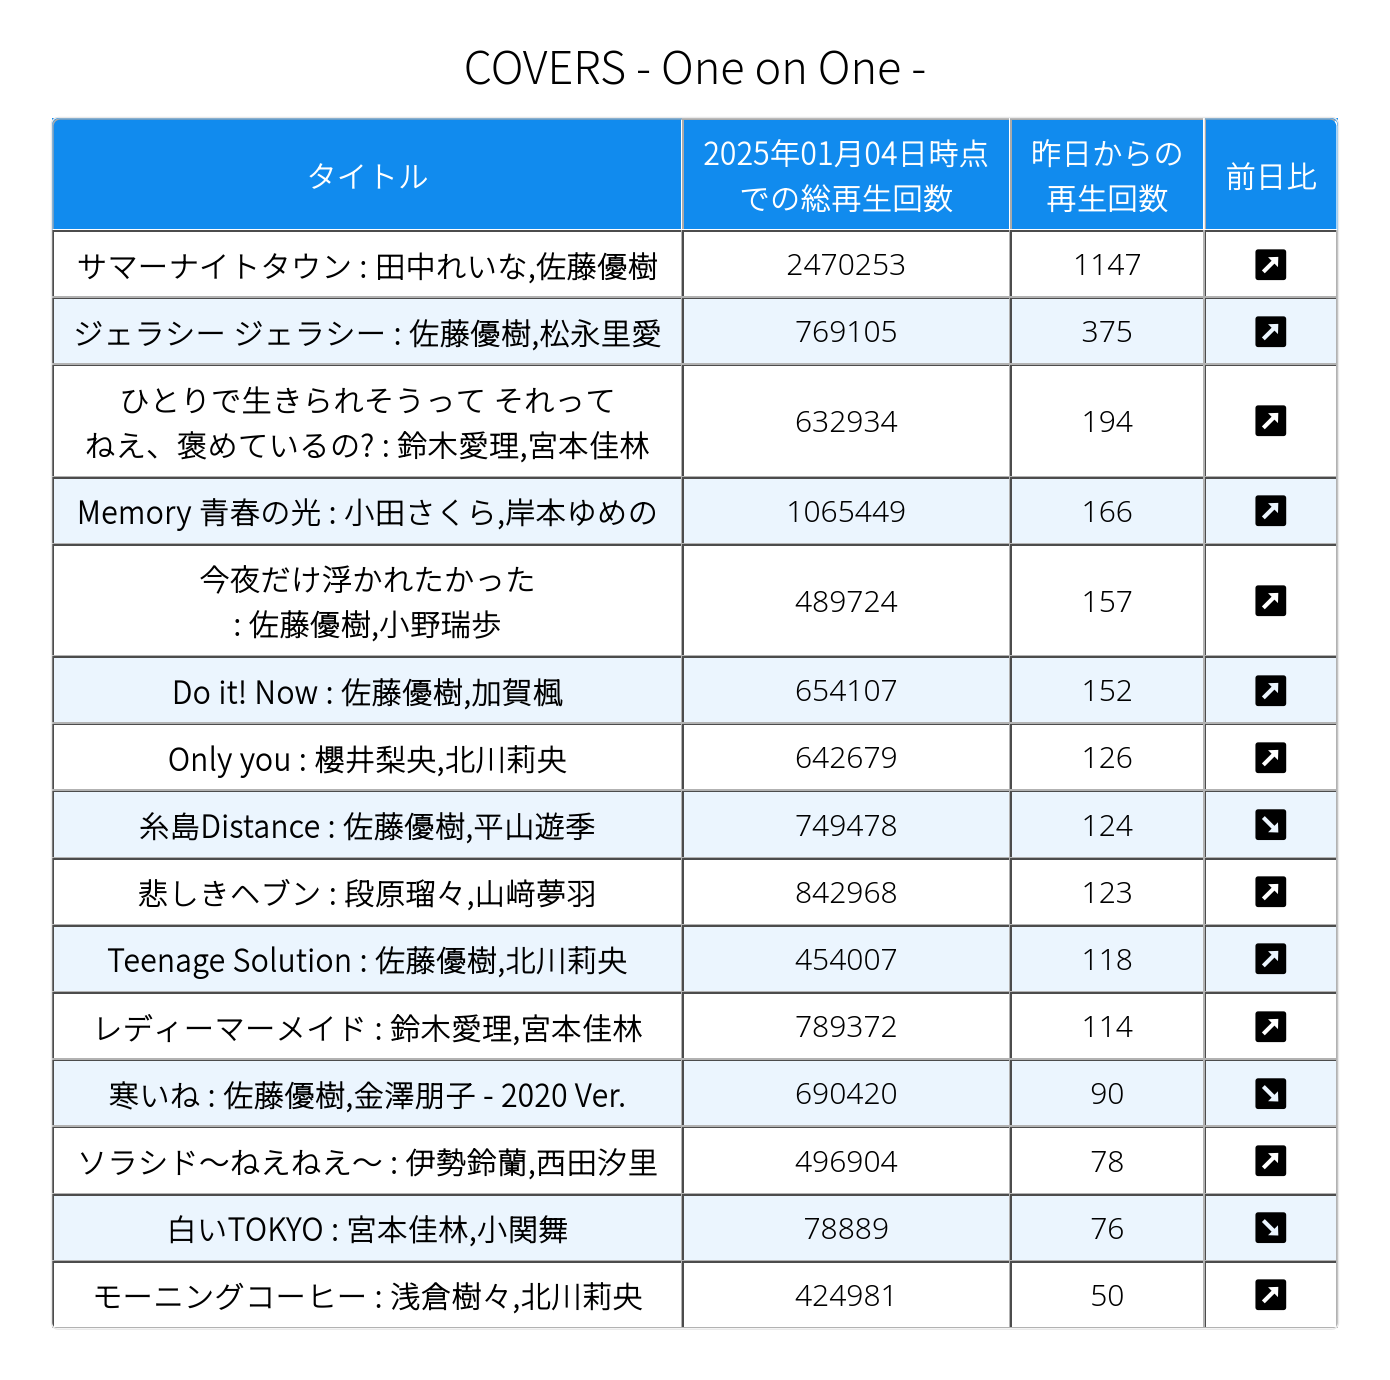 COVERS - One on One -
タイトル
2025年01月04日時点
での総再生回数
昨日からの
再生回数
前日比
サマーナイトタウン : 田中れいな,佐藤優樹
2470253
1147
ジェラシー ジェラシー : 佐藤優樹,松永里愛
769105
375
ひとりで生きられそうって それって
ねえ、褒めているの? : 鈴木愛理,宮本佳林
632934
194
Memory 青春の光 : 小田さくら,岸本ゆめの
1065449
166
今夜だけ浮かれたかった
: 佐藤優樹,小野瑞歩
489724
157
Do it! Now : 佐藤優樹,加賀楓
654107
152
Only you : 櫻井梨央,北川莉央
642679
126
糸島Distance : 佐藤優樹,平山遊季
749478
124
悲しきヘブン : 段原瑠々,山﨑夢羽
842968
123
Teenage Solution : 佐藤優樹,北川莉央
454007
118
レディーマーメイド : 鈴木愛理,宮本佳林
789372
114
寒いね : 佐藤優樹,金澤朋子 - 2020 Ver.
690420
90
ソラシド〜ねえねえ〜 : 伊勢鈴蘭,西田汐里
496904
78
白いTOKYO : 宮本佳林,小関舞
78889
76
モーニングコーヒー : 浅倉樹々,北川莉央
424981
50